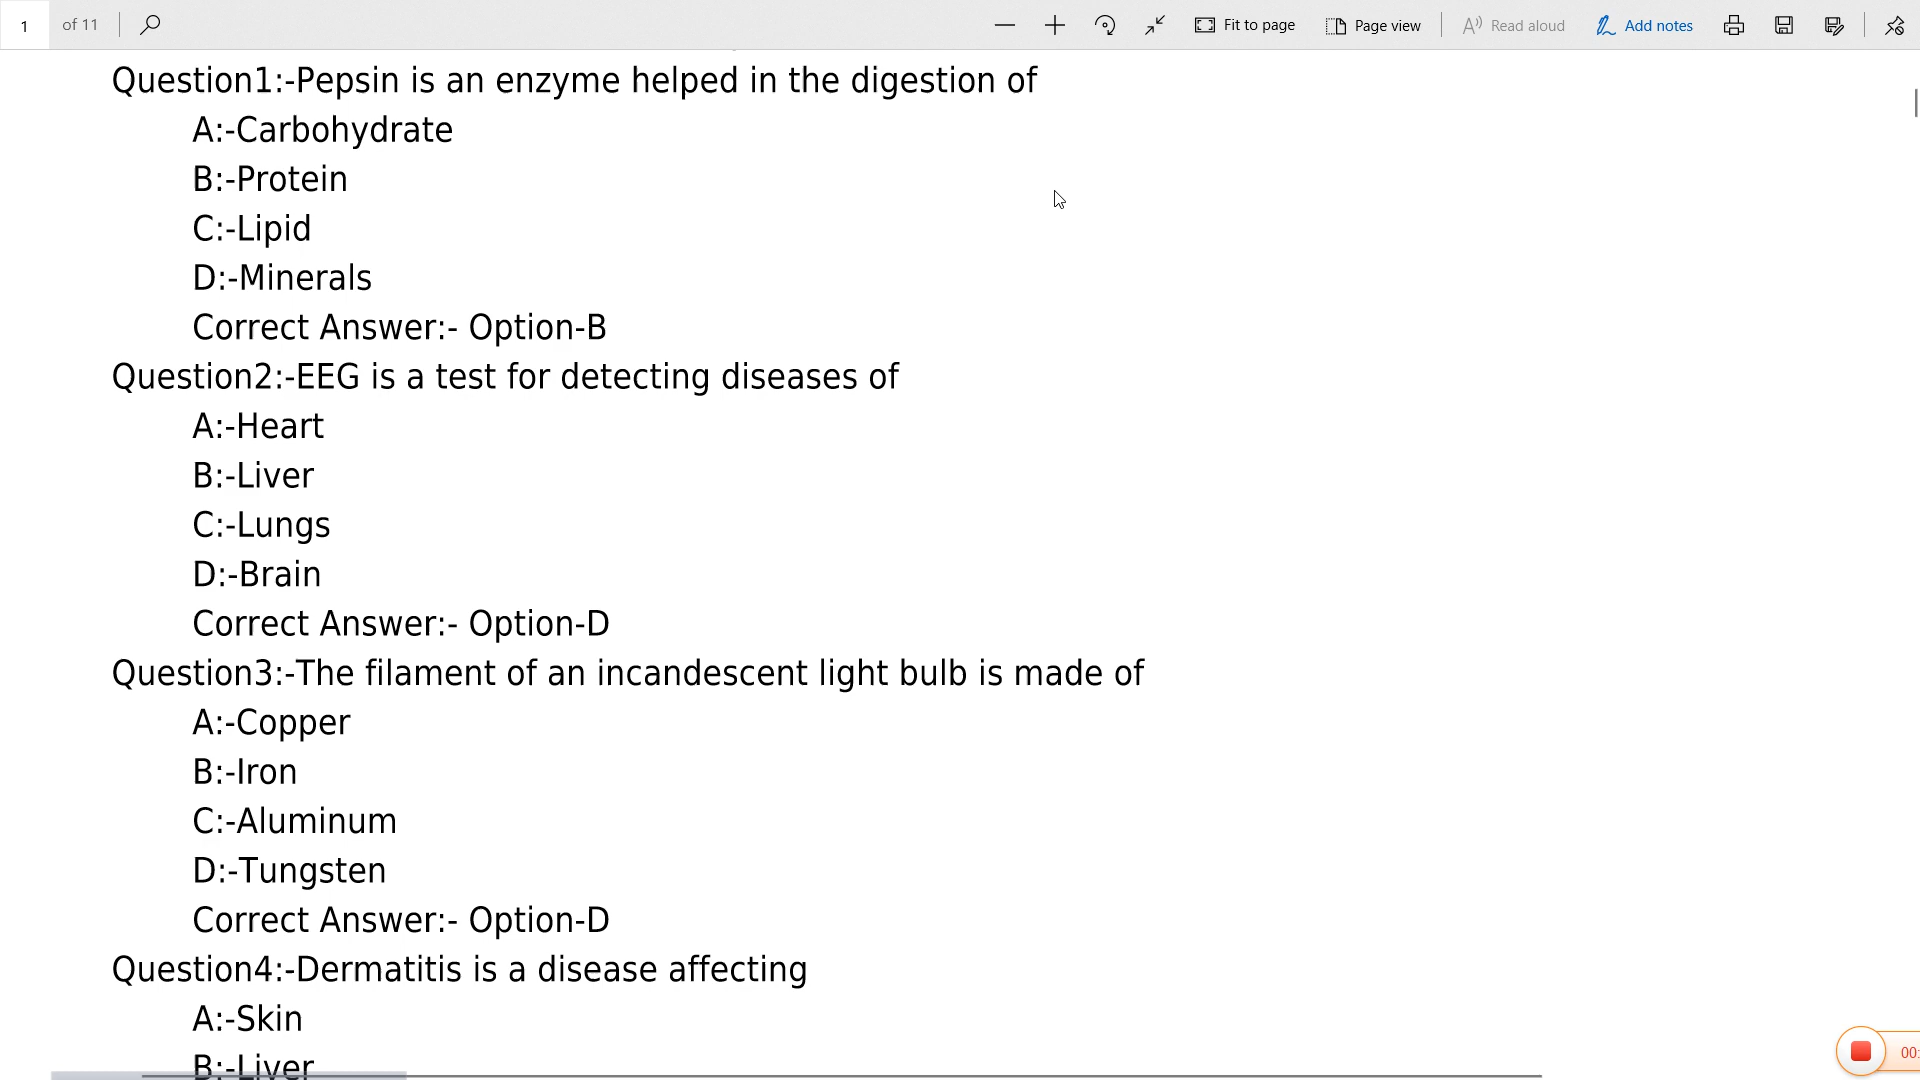 1 of 11 Fit to page Page view Read aloud Add notes
Question1:-Pepsin is an enzyme helped in the digestion of
A:-Carbohydrate
B:-Protein
C:-Lipid
D:-Minerals
Correct Answer:- Option-B
Question2:-EEG is a test for detecting diseases of
A:-Heart
B:-Liver
C:-Lungs
D:-Brain
Correct Answer:- Option-D
Question3:-The filament of an incandescent light bulb is made of
A:-Copper
B:-Iron
C:-Aluminum
D:-Tungsten
Correct Answer:- Option-D
Question4:-Dermatitis is a disease affecting
A:-Skin
B:-Liver
00: